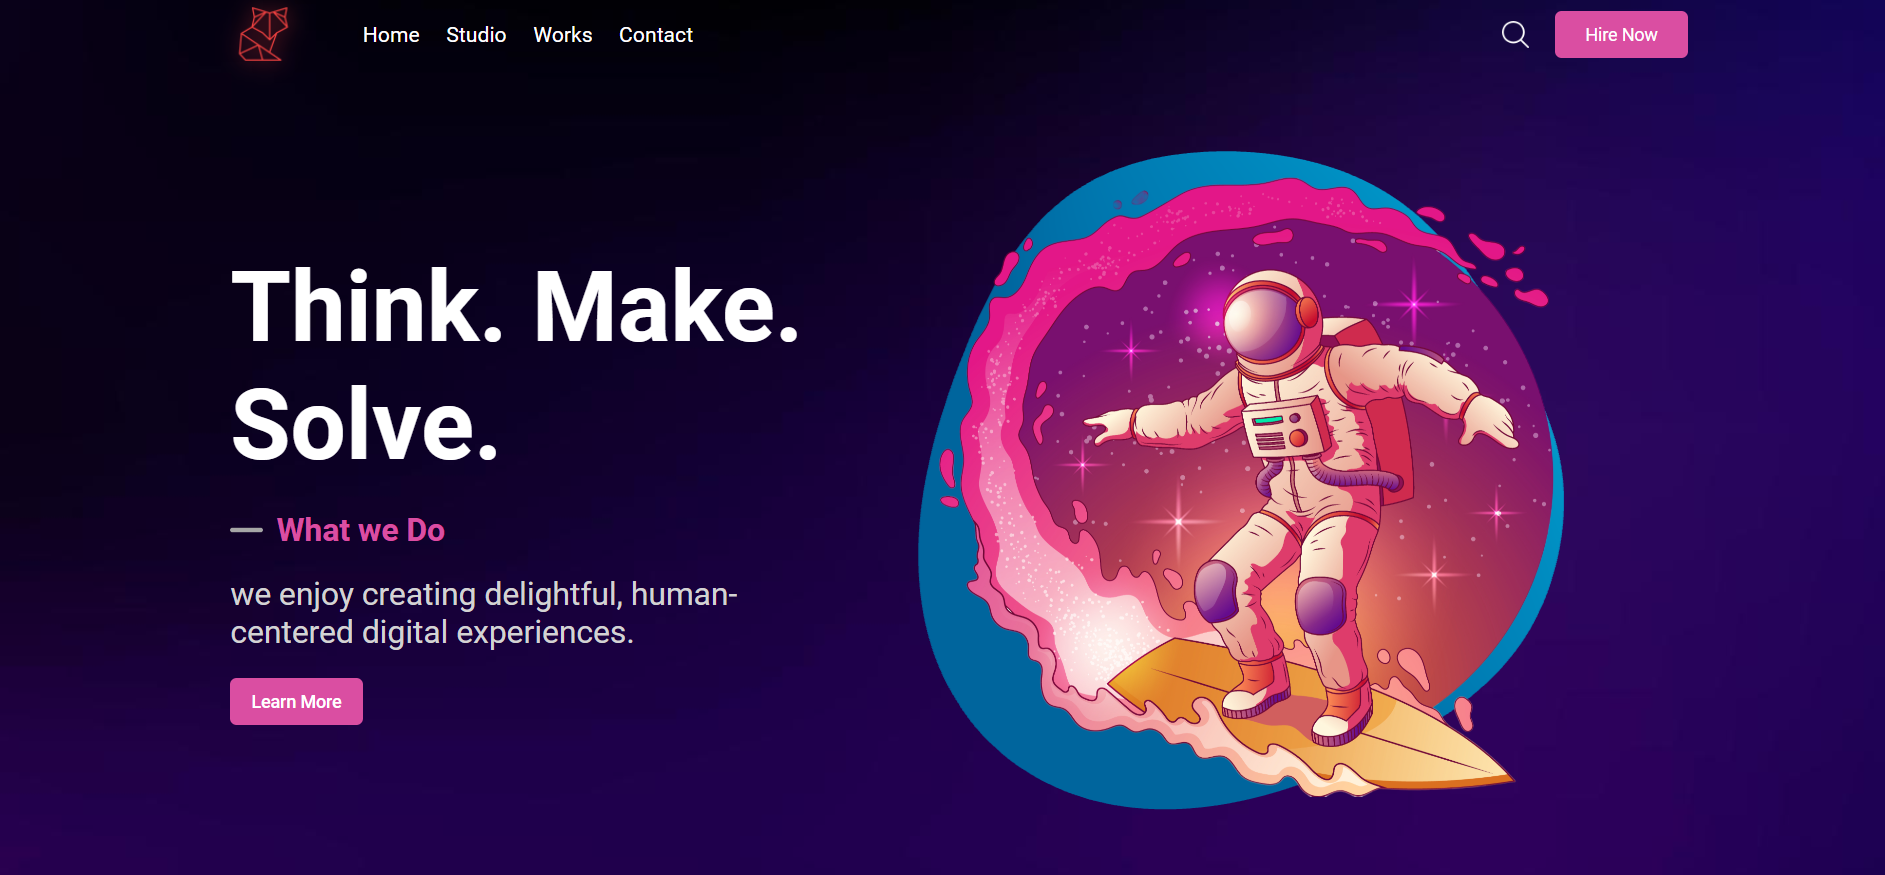 Home Studio Works Contact Hire Now
Think. Make.
Solve.
What we Do
we enjoy creating delightful, human-
centered digital experiences.
Learn More